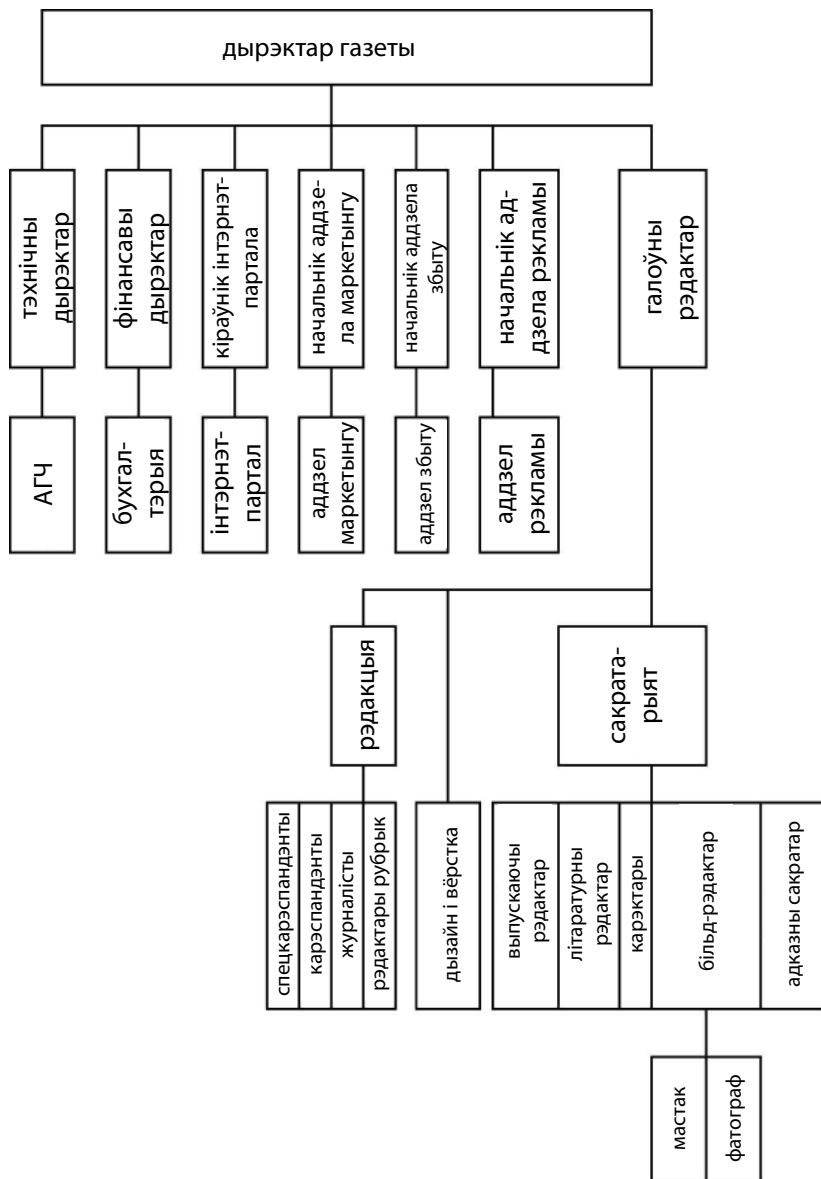 дырэктар газеты
тэхнічны
дырэктар
фінансавы
дырэктар
кіраўнік інтэрнэт-
партала
начальнік аддзе-
ла маркетынгу
начальнік аддзела
збыту
начальнік ад-
дзела рэкламы
галоўны
рэдактар
АГЧ
бухгал-
тэрыя
інтэрнэт-
партал
аддзел
маркетынгу
аддзел збыту
аддзел
рэкламы
рэдакцыя
сакрата-
рыят
спецкарэспандэнты
карэспандэнты
журналісты
рэдактары рубрык
дызайн і вёрстка
выпускаючы
рэдактар
літаратурны
рэдактар
карэктары
більд-рэдактар
адказны сакратар
мастак
фатограф